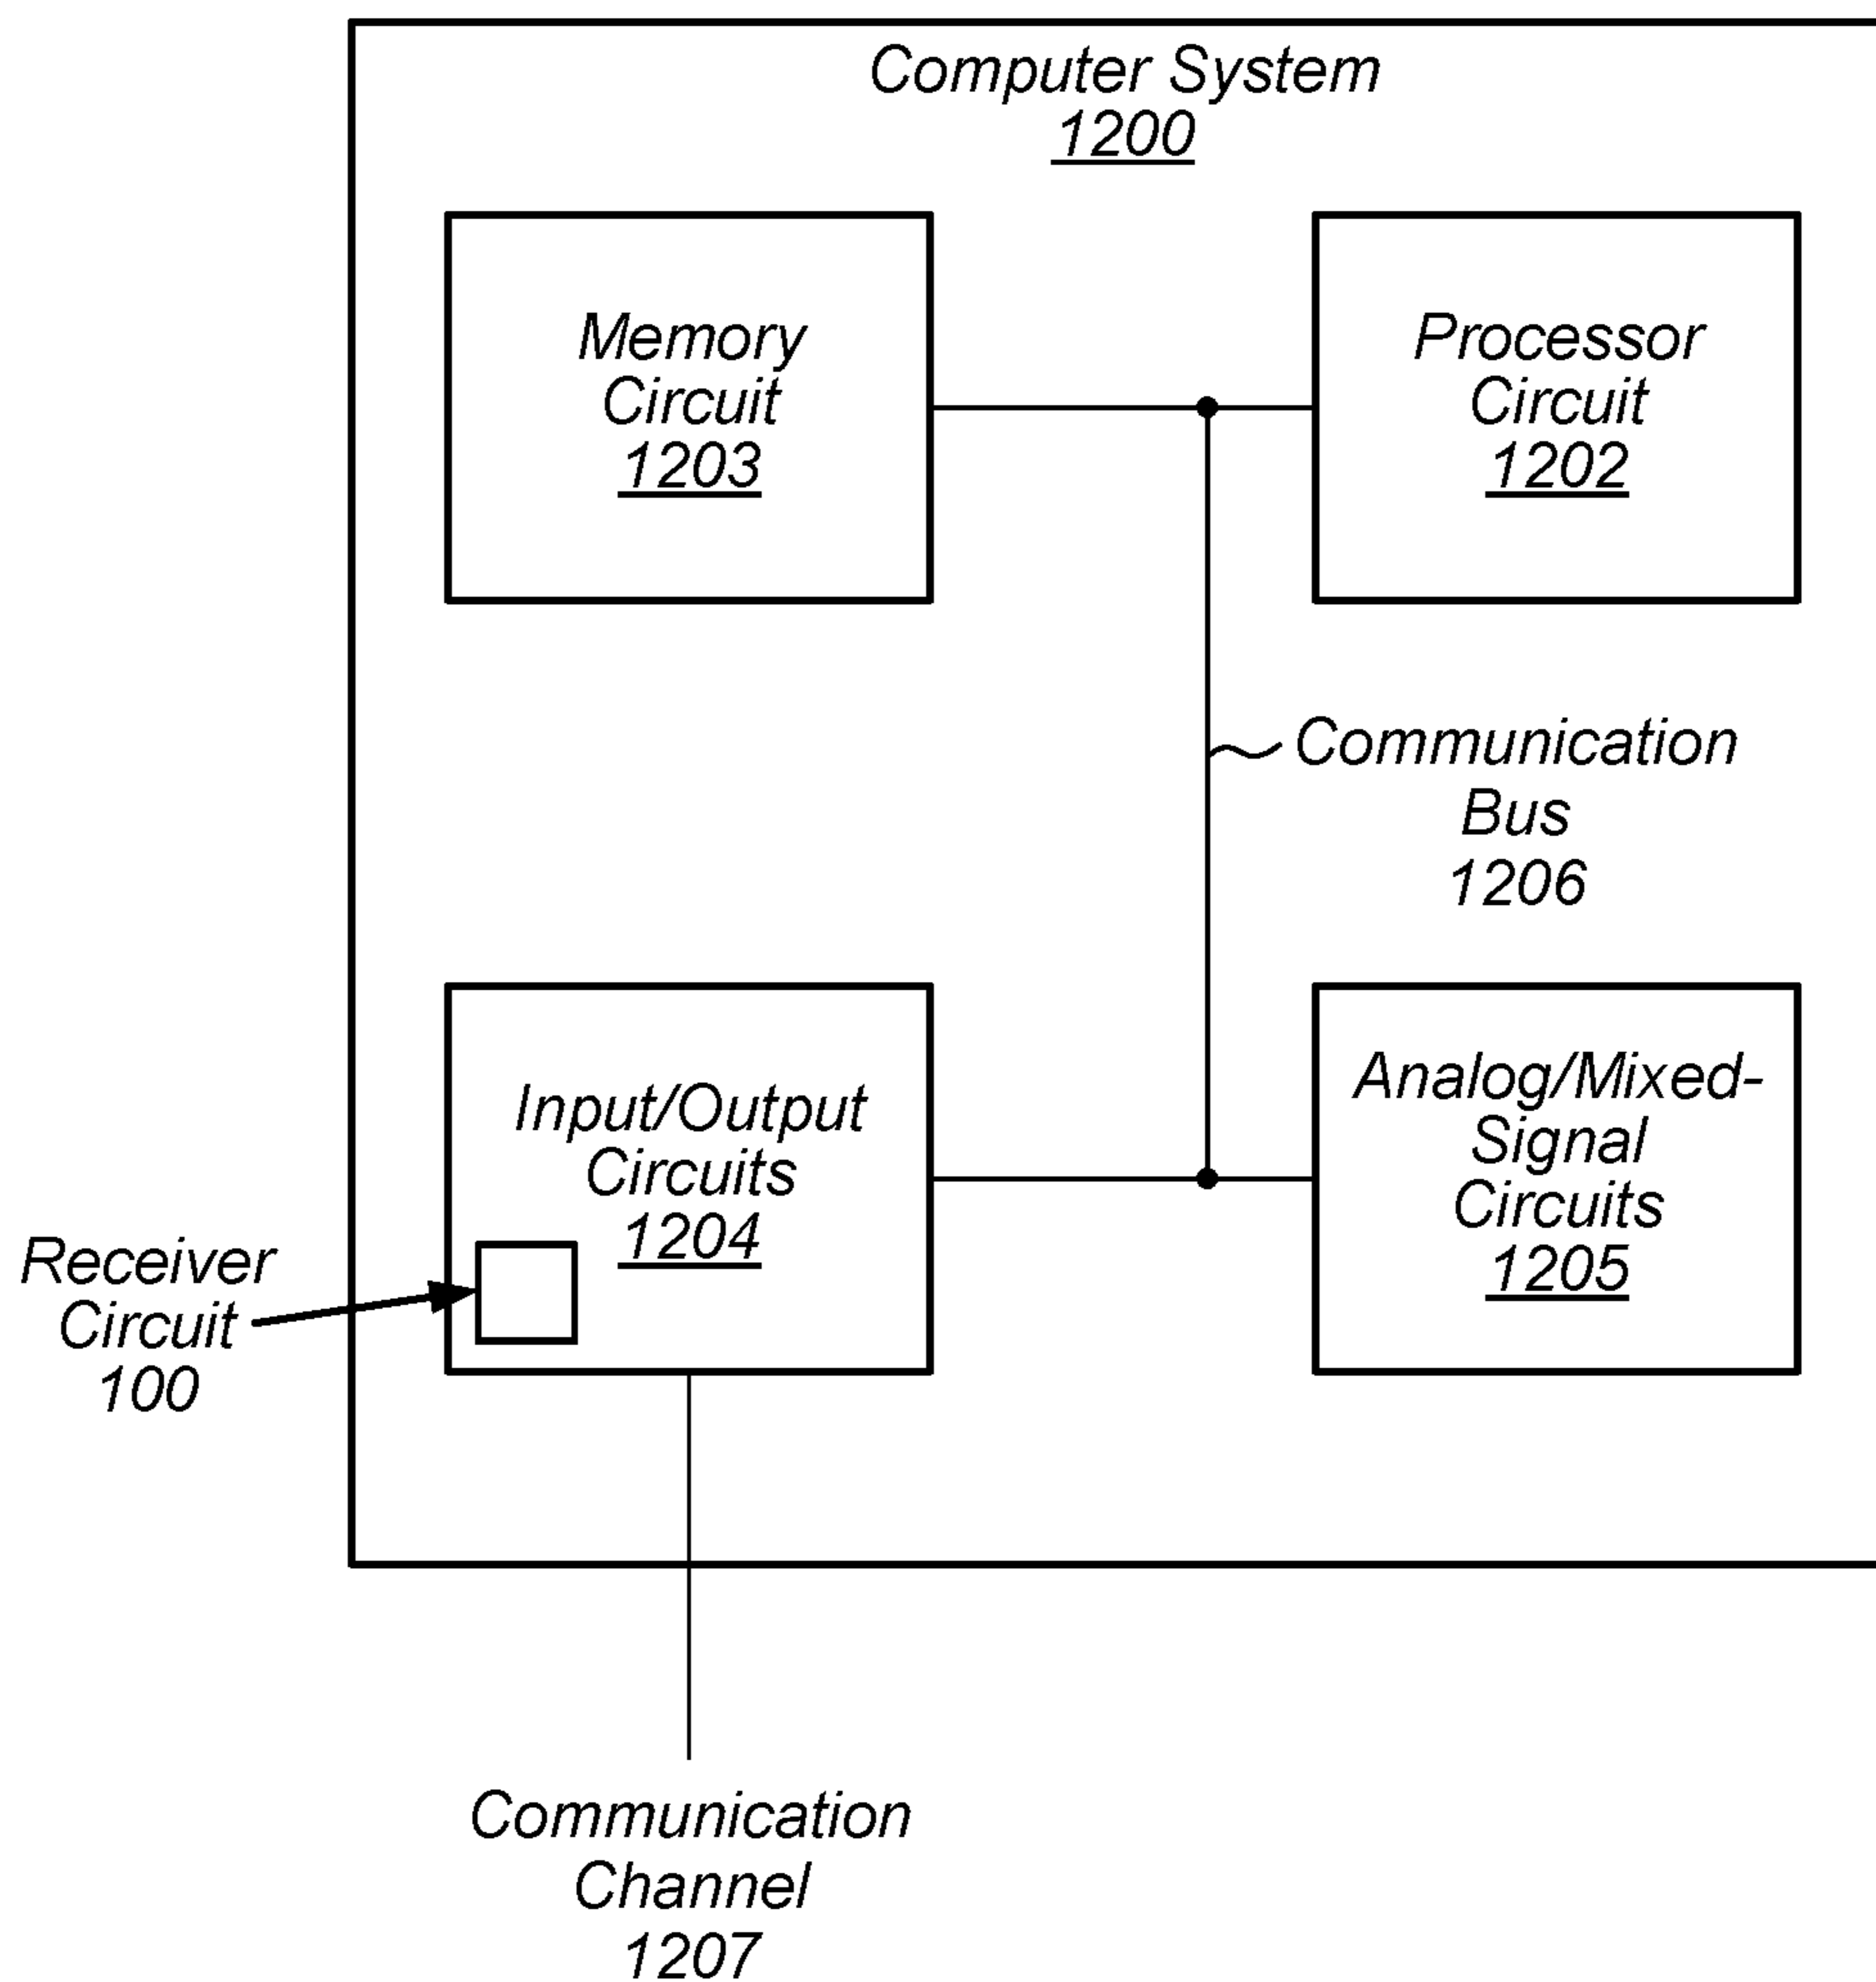 Computer System
1200
Memory
Circuit
1203
Processor
Circuit
1202
Communication
Bus
1206
Input/Output
Circuits
1204
Analog/Mixed-
Signal
Circuits
1205
Receiver
Circuit
100
Communication
Channel
1207